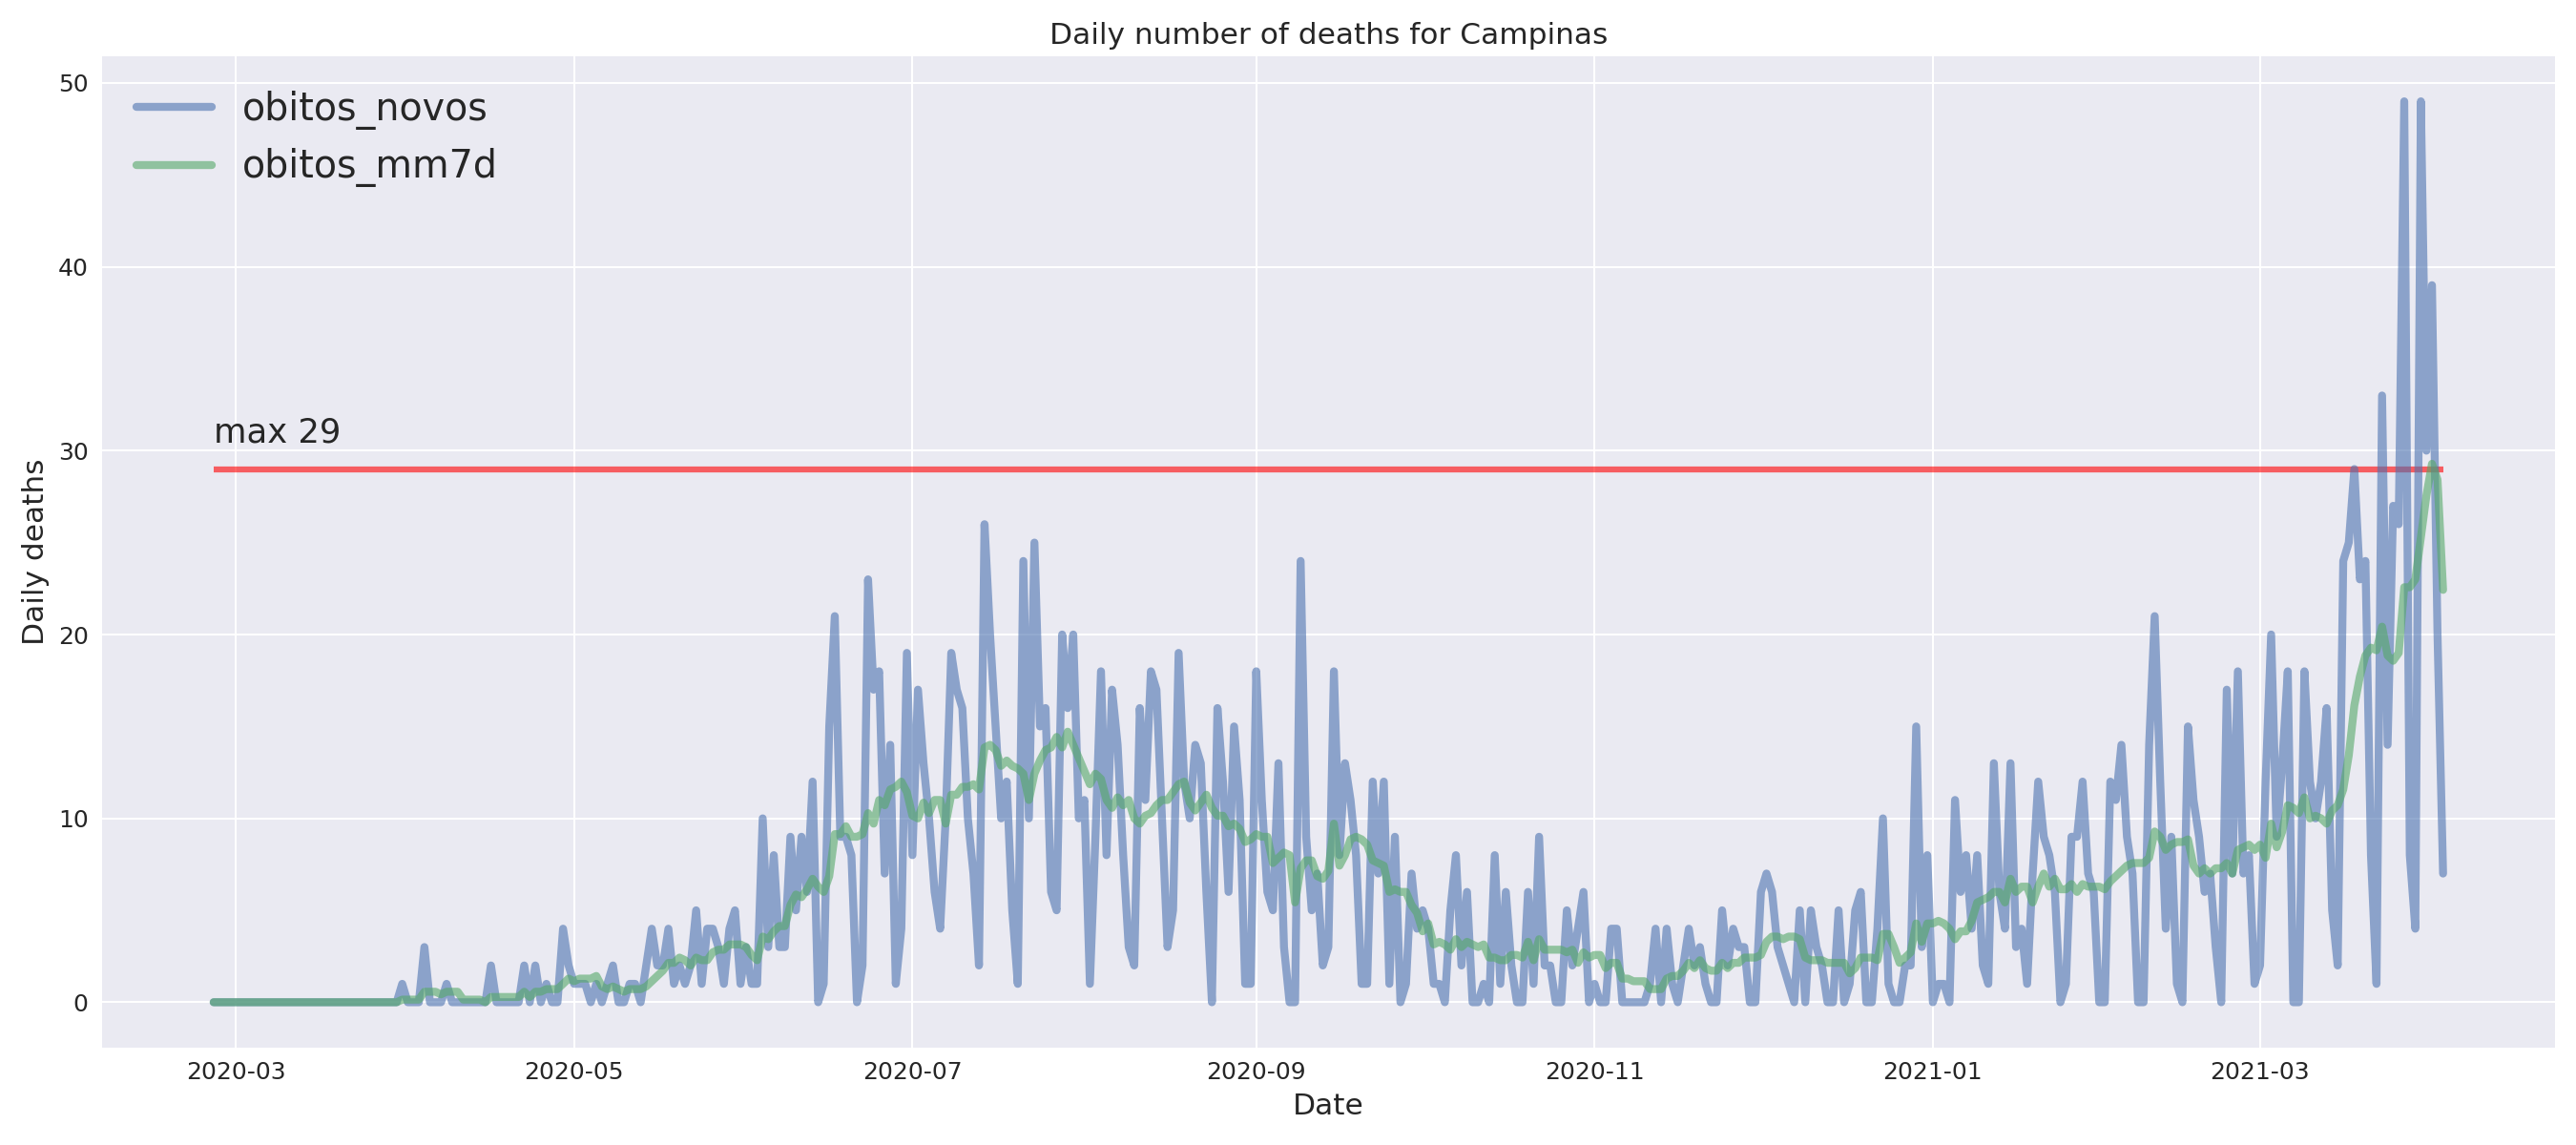 Daily number of deaths for Campinas
50
40
30
20
10
0
Daily deaths
obitos_novos
obitos_mm7d
max 29
2020-03
2020-05
2020-07
2020-09
2020-11
2021-01
2021-03
Date